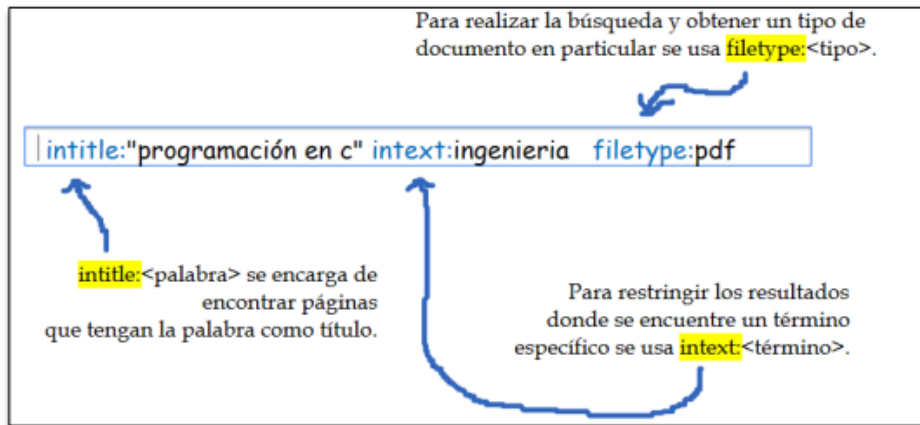 Para realizar la búsqueda y obtener un tipo de
documento en particular se usa filetype:<tipo>.
intitle:"programación en c" intext:ingenieria filetype:pdf
intitle:<palabra> se encarga de
encontrar páginas
que tengan la palabra como título.
Para restringir los resultados
donde se encuentre un término
específico se usa intext:<término>.